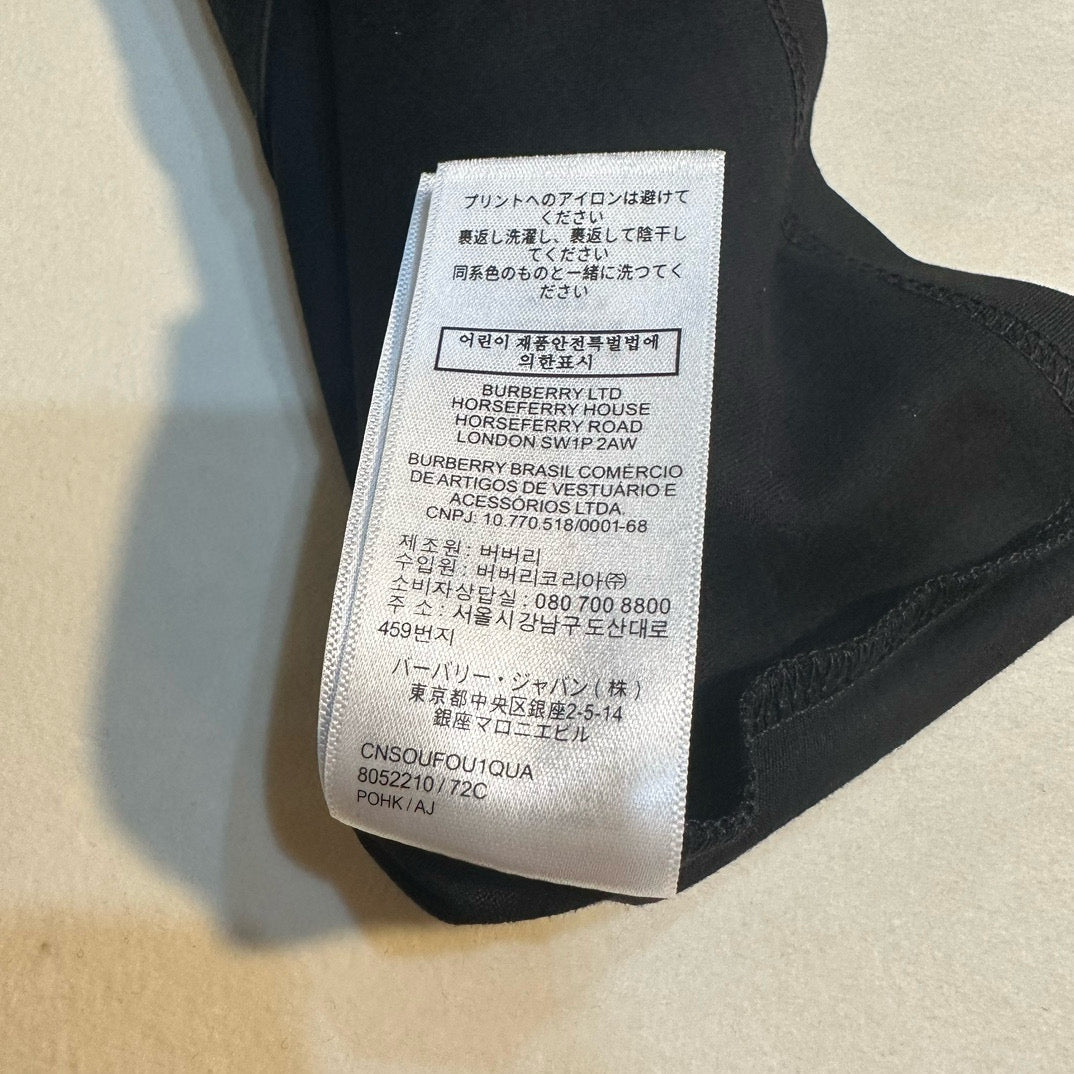 プリントへのアイロンは避けて
ください
裏返し洗濯し、裏返して陰干し
てください
同系色のものと一緒に洗つてく
ださい
어린이 제품안전특별법에
의한표시
BURBERRY LTD
HORSEFERRY HOUSE
HORSEFERRY ROAD
LONDON SW1P 2AW
BURBERRY BRASIL COMERCIO
DE ARTIGOS DE VESTUÁRIO E
ACESSÓRIOS LTDA.
CNPJ: 10.770.518/0001-68
제조원: 버버리
수입원: 버버리코리아㈜
소비자상담실: 080 700 8800
주 소: 서울시강남구도산대로
459번지
バーバリー・ジャパン(株)
東京都中央区銀座2-5-14
銀座マロニエビル
CNSOUFOU1QUA
8052210 / 72C
POHK / AJ